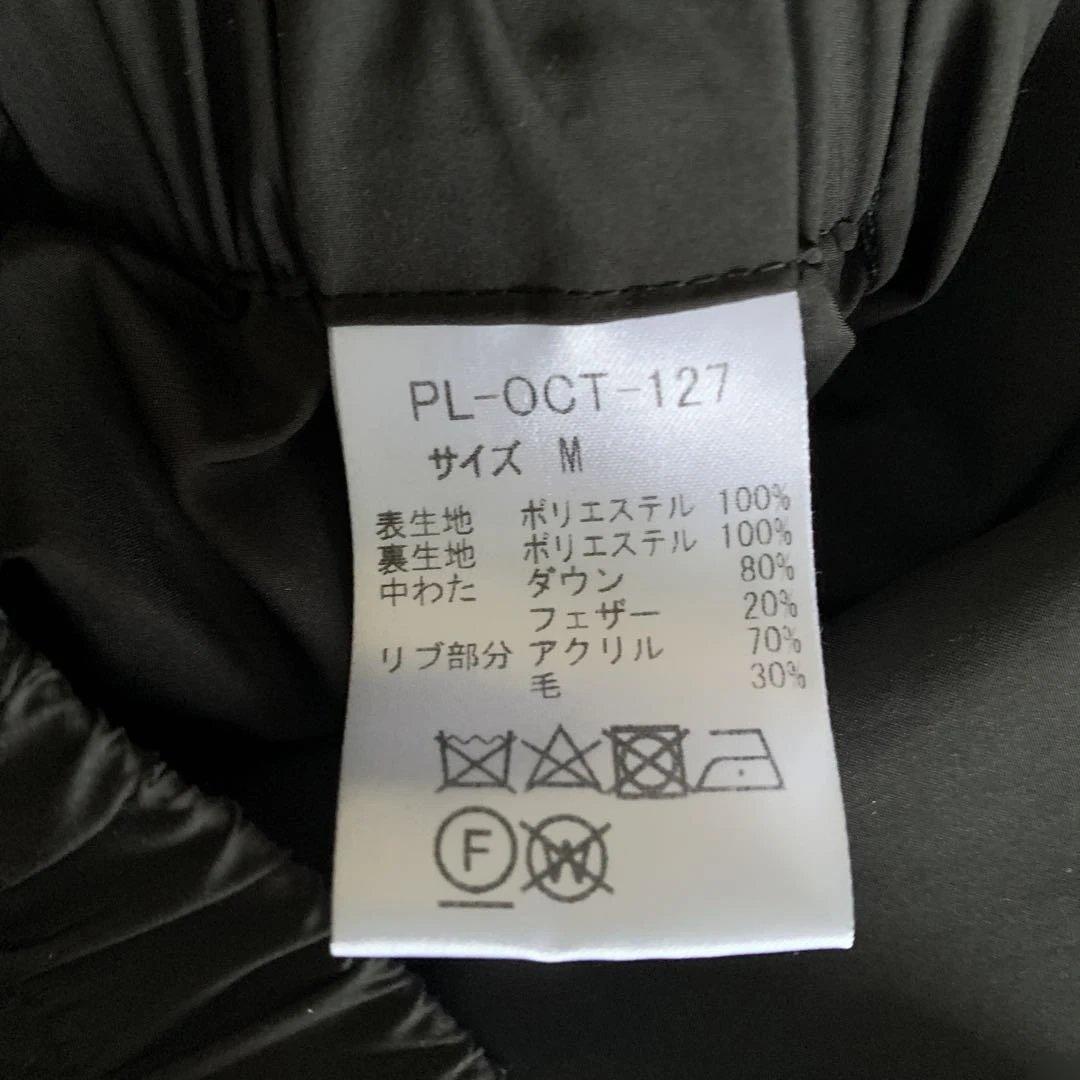 PL-OCT-127
サイズ M
表生地 ポリエステル 100%
裏生地 ポリエステル 100%
中わた ダウン 80%
フェザー 20%
リブ部分 アクリル 70%
毛 30%
F W